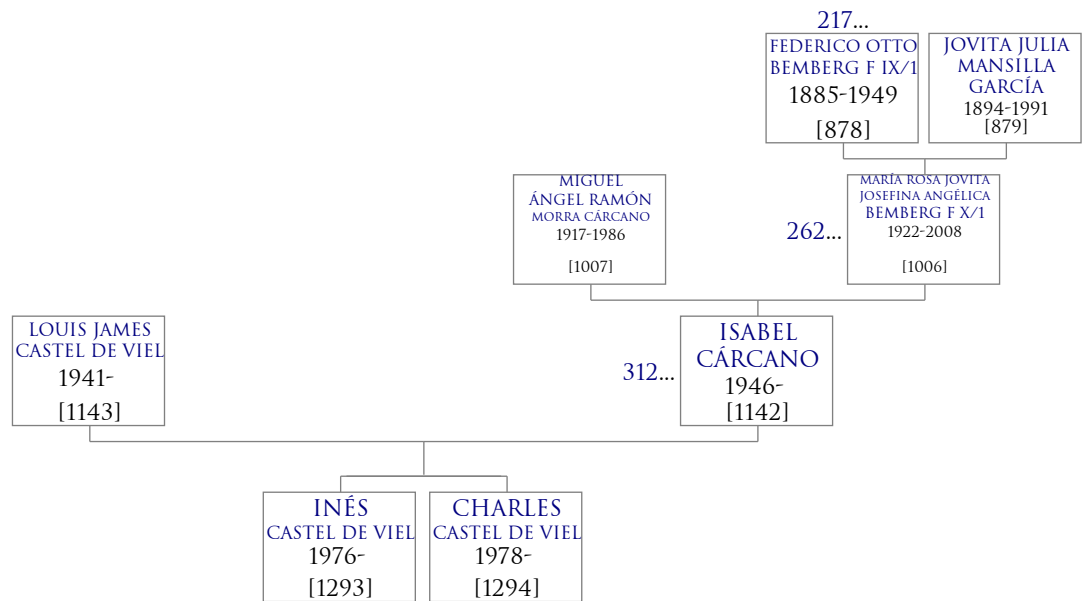 217...
FEDERICO OTTO
BEMBERG F IX/1
1885-1949
[878]
JOVITA JULIA
MANSILLA
GARCÍA
1894-1991
[879]
MIGUEL
ÁNGEL RAMÓN
MORRA CÁRCANO
1917-1986
[1007]
262...
MARÍA ROSA JOVITA
JOSEFINA ANGÉLICA
BEMBERG F X/1
1922-2008
[1006]
LOUIS JAMES
CASTEL DE VIEL
1941-
[1143]
312...
ISABEL
CÁRCANO
1946-
[1142]
INÉS
CASTEL DE VIEL
1976-
[1293]
CHARLES
CASTEL DE VIEL
1978-
[1294]